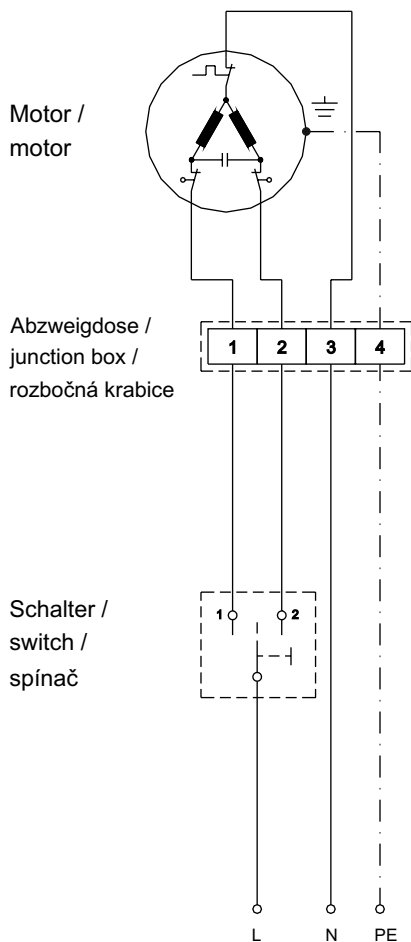 Motor /
motor
Abzweigdose /
junction box /
rozbočná krabice
1 2 3 4
Schalter /
switch /
spínač
1 2
L N PE